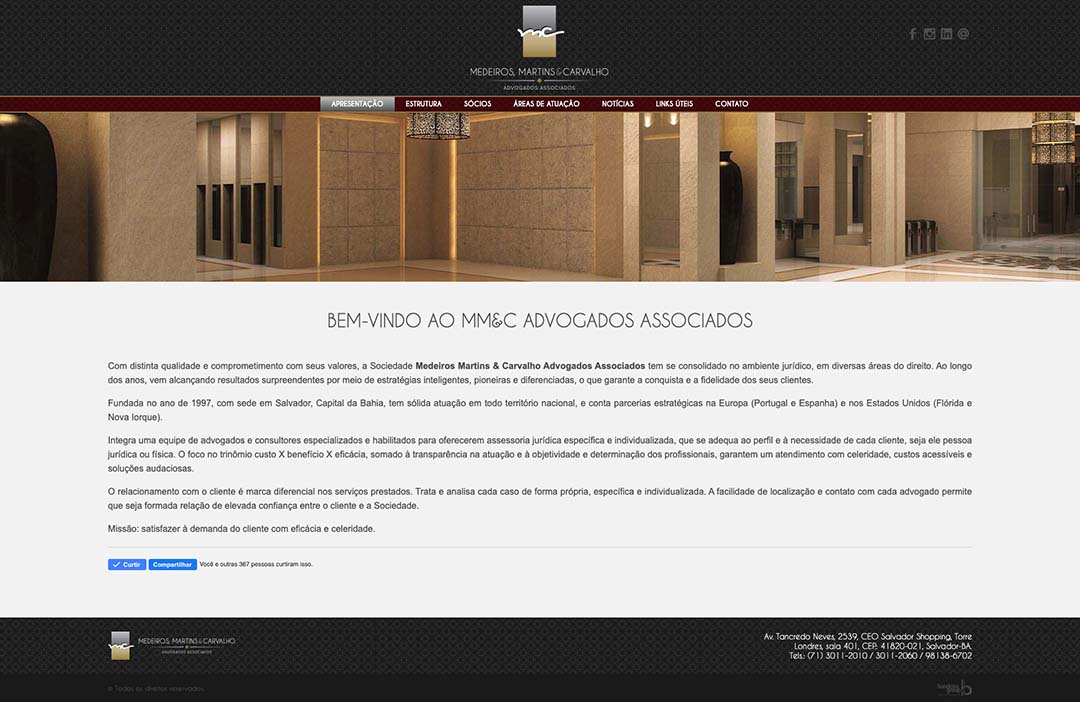 mc
MEDEIROS, MARTINS & CARVALHO
ADVOGADOS ASSOCIADOS
APRESENTAÇÃO ESTRUTURA SÓCIOS ÁREAS DE ATUAÇÃO NOTÍCIAS LINKS ÚTEIS CONTATO
BEM-VINDO AO MM&C ADVOGADOS ASSOCIADOS
Com distinta qualidade e comprometimento com seus valores, a Sociedade Medeiros Martins & Carvalho Advogados Associados tem se consolidado no ambiente jurídico, em diversas áreas do direito. Ao longo
dos anos, vem alcançando resultados surpreendentes por meio de estratégias inteligentes, pioneiras e diferenciadas, o que garante a conquista e a fidelidade dos seus clientes.
Fundada no ano de 1997, com sede em Salvador, Capital da Bahia, tem sólida atuação em todo território nacional, e conta parcerias estratégicas na Europa (Portugal e Espanha) e nos Estados Unidos (Flórida e
Nova Iorque).
Integra uma equipe de advogados e consultores especializados e habilitados para oferecerem assessoria jurídica específica e individualizada, que se adequa ao perfil e à necessidade de cada cliente, seja ele pessoa
jurídica ou física. O foco no trinômio custo X benefício X eficácia, somado à transparência na atuação e à objetividade e determinação dos profissionais, garantem um atendimento com celeridade, custos acessíveis e
soluções audaciosas.
O relacionamento com o cliente é marca diferencial nos serviços prestados. Trata e analisa cada caso de forma própria, específica e individualizada. A facilidade de localização e contato com cada advogado permite
que seja formada relação de elevada confiança entre o cliente e a Sociedade.
Missão: satisfazer à demanda do cliente com eficácia e celeridade.
Curtir Compartilhar Você e outras 367 pessoas curtiram isso.
mc
MEDEIROS, MARTINS & CARVALHO
ADVOGADOS ASSOCIADOS
Av. Tancredo Neves, 2539, CEO Salvador Shopping, Torre
Londres, sala 401, CEP: 41820-021, Salvador-BA.
Tels.: (71) 3011-2010 / 3011-2060 / 98138-6702
© Todos os direitos reservados.